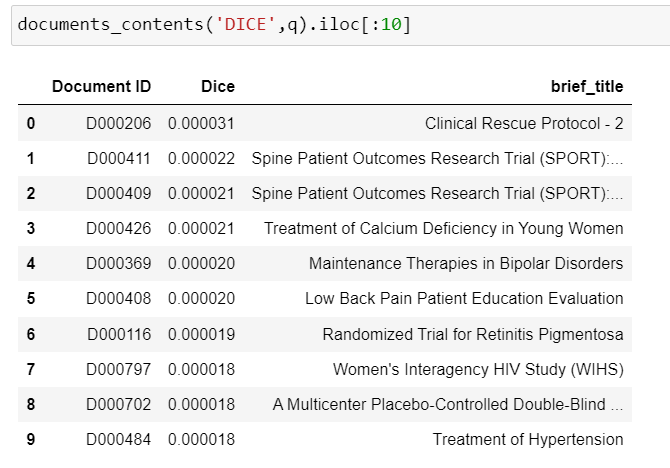 documents_contents('DICE',q).iloc[:10]
Document ID Dice brief_title
0 D000206 0.000031 Clinical Rescue Protocol - 2
1 D000411 0.000022 Spine Patient Outcomes Research Trial (SPORT):...
2 D000409 0.000021 Spine Patient Outcomes Research Trial (SPORT):...
3 D000426 0.000021 Treatment of Calcium Deficiency in Young Women
4 D000369 0.000020 Maintenance Therapies in Bipolar Disorders
5 D000408 0.000020 Low Back Pain Patient Education Evaluation
6 D000116 0.000019 Randomized Trial for Retinitis Pigmentosa
7 D000797 0.000018 Women's Interagency HIV Study (WIHS)
8 D000702 0.000018 A Multicenter Placebo-Controlled Double-Blind ...
9 D000484 0.000018 Treatment of Hypertension